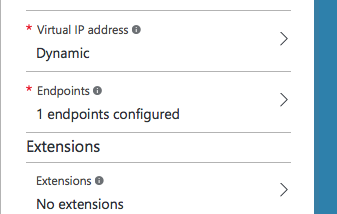 * Virtual IP address
Dynamic
* Endpoints
1 endpoints configured
Extensions
Extensions
No extensions